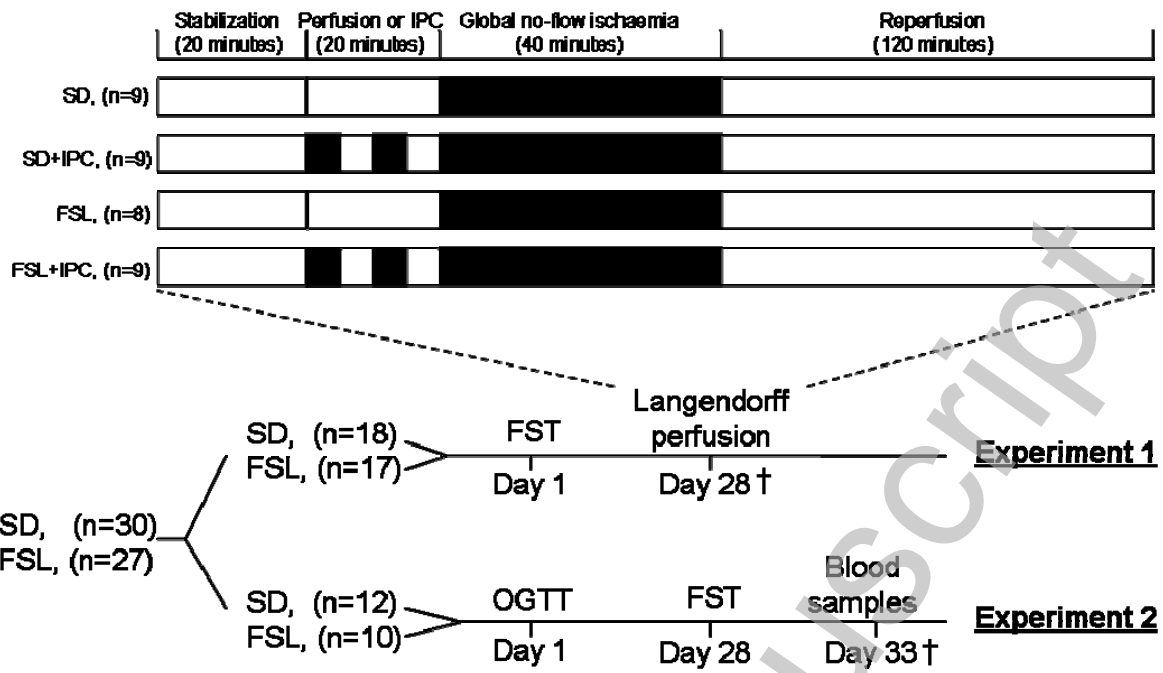 Stabilization Perfusion or IPC Global no-flow ischaemia Reperfusion
(20 minutes) (20 minutes) (40 minutes) (120 minutes)
SD, (n=9)
SD+IPC, (n=9)
FSL, (n=8)
FSL+IPC, (n=9)
Langendorff
perfusion
SD, (n=18) FST
FSL, (n=17) Day 1 Day 28 † Experiment 1
SD, (n=30)
FSL, (n=27)
Blood
samples
SD, (n=12) OGTT FST
FSL, (n=10) Day 1 Day 28 Day 33 † Experiment 2
uscript